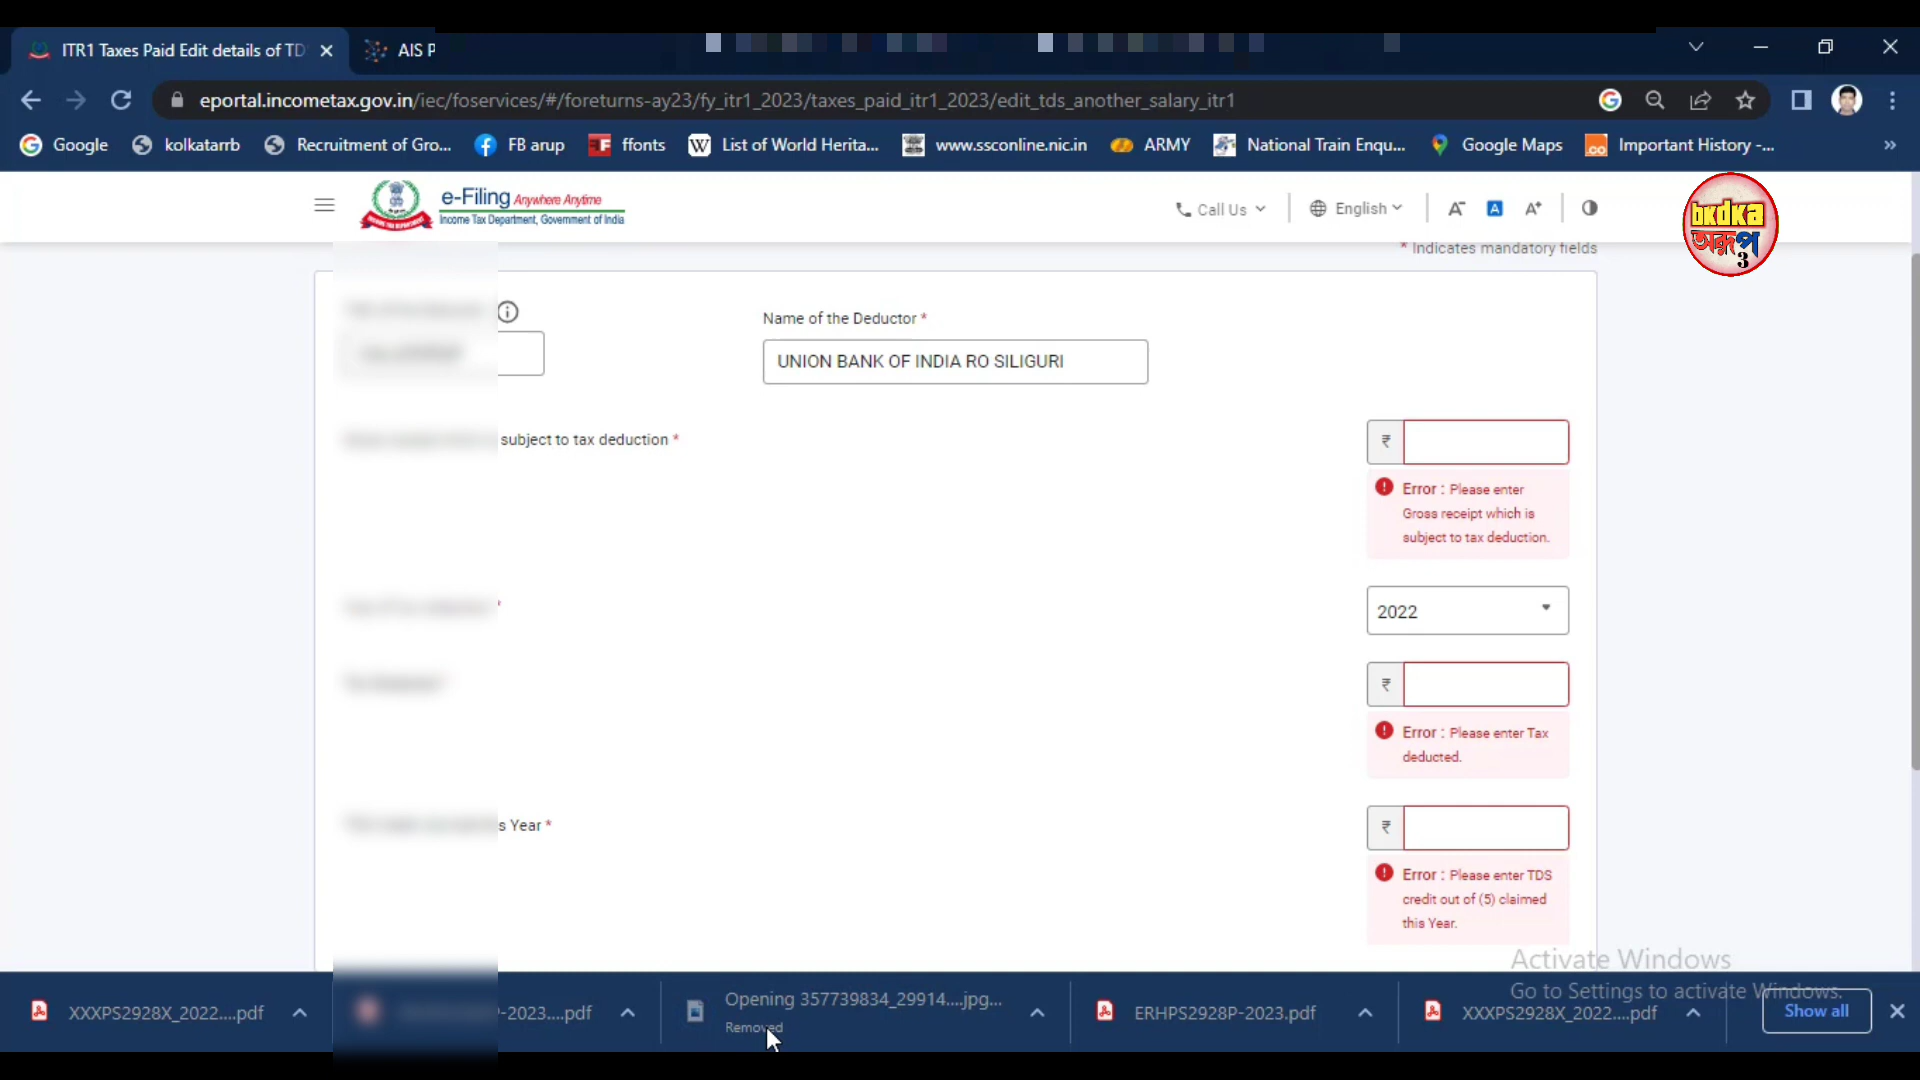 ITR1 Taxes Paid Edit details of TD
AIS P
eportal.incometax.gov.in/iec/foservices/#/foreturns-ay23/fy_itr1_2023/taxes_paid_itr1_2023/edit_tds_another_salary_itr1
Google kolkatarrb Recruitment of Gro... FB arup ffonts List of World Herita... www.ssconline.nic.in ARMY National Train Enqu... Google Maps Important History -... »
e-Filing Anywhere Anytime
Income Tax Department, Government of India
Call Us English A- A A+
bkdka
অরূপ
3
* Indicates mandatory fields
Name of the Deductor *
UNION BANK OF INDIA RO SILIGURI
subject to tax deduction *
₹
Error : Please enter
Gross receipt which is
subject to tax deduction.
*
2022
₹
Error : Please enter Tax
deducted.
s Year *
₹
Error : Please enter TDS
credit out of (5) claimed
this Year.
Activate Windows
Go to Settings to activate Windows.
XXXPS2928X_2022....pdf
-2023....pdf
Opening 357739834_29914....jpg...
Removed
ERHPS2928P-2023.pdf
XXXPS2928X_2022....pdf
Show all